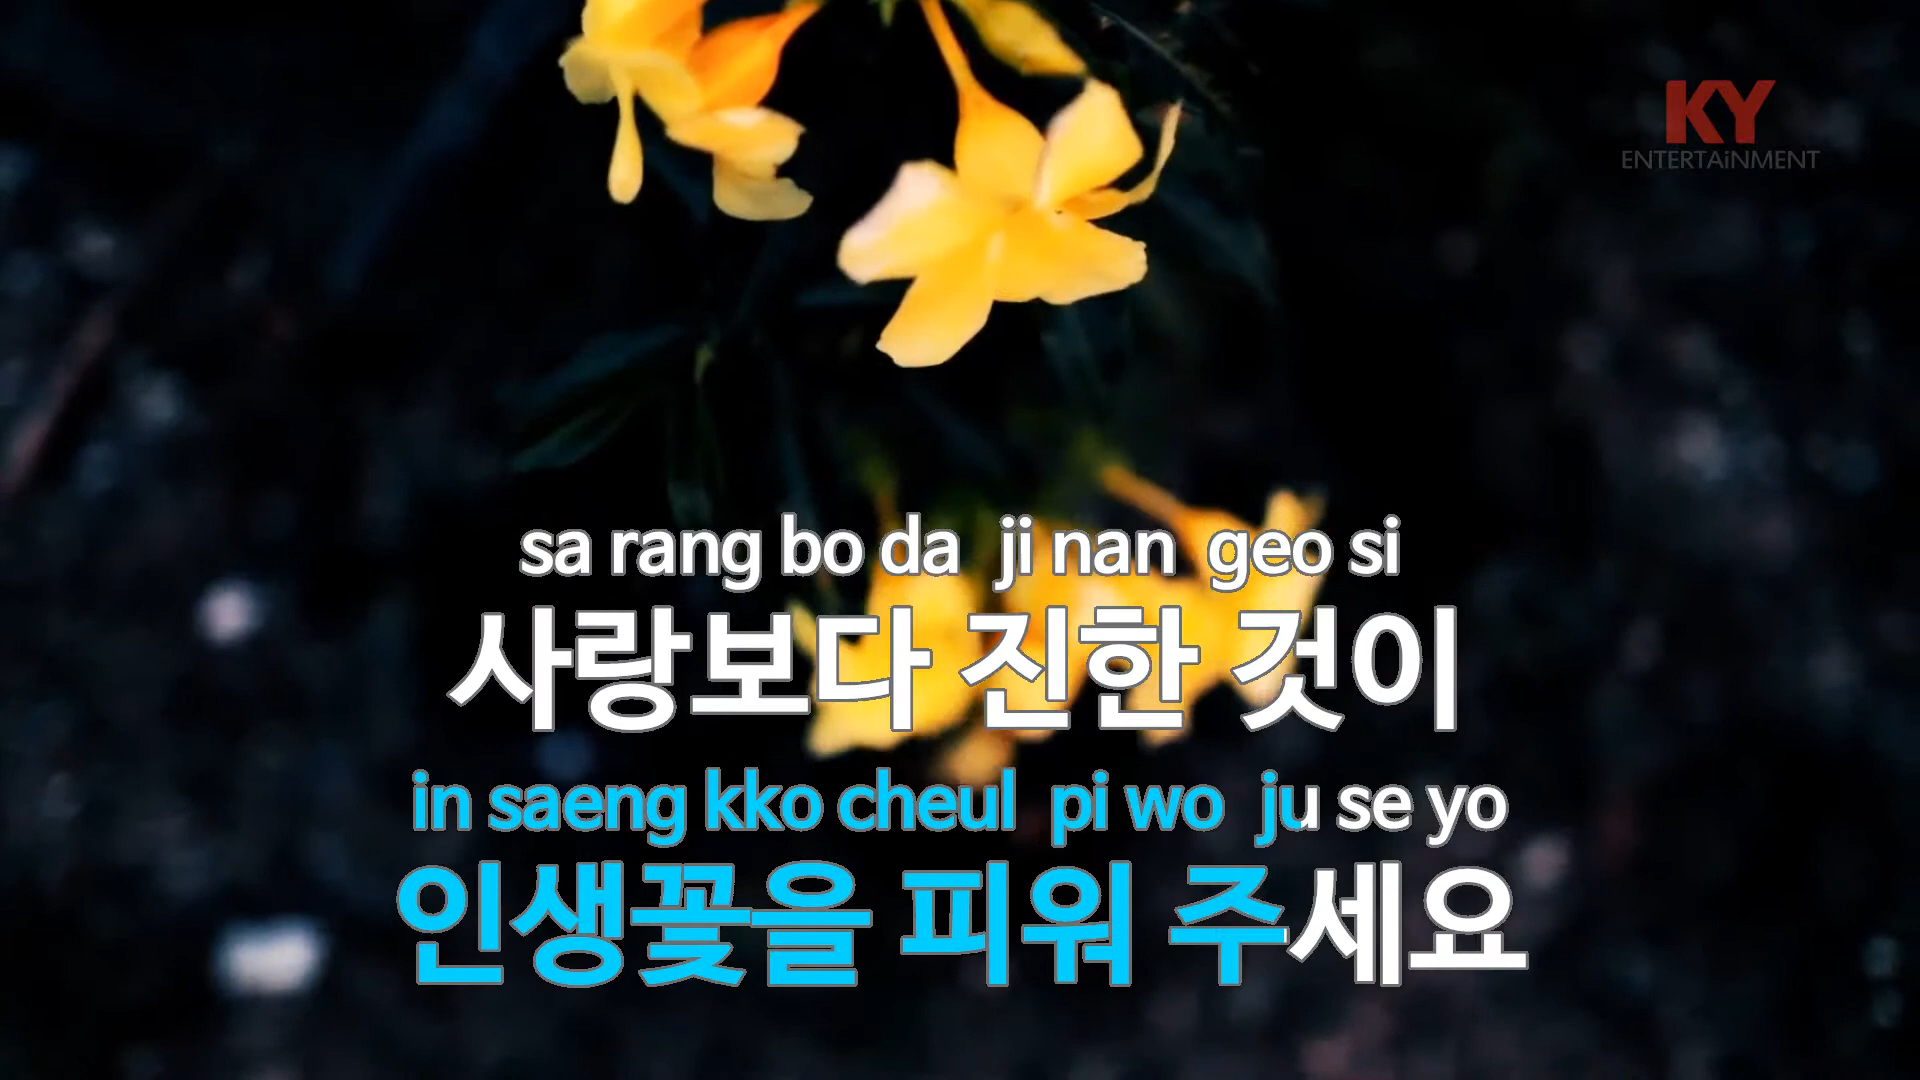 KY
ENTERTAiNMENT
sa rang bo da ji nan geo si
사랑보다 진한 것이
in saeng kko cheul pi wo ju se yo
인생꽃을 피워 주세요